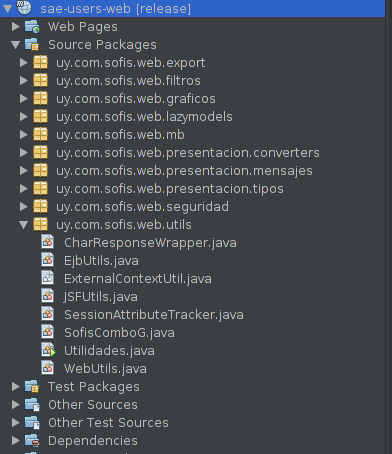 sae-users-web [release]
Web Pages
Source Packages
uy.com.sofis.web.export
uy.com.sofis.web.filtros
uy.com.sofis.web.graficos
uy.com.sofis.web.lazymodels
uy.com.sofis.web.mb
uy.com.sofis.web.presentacion.converters
uy.com.sofis.web.presentacion.mensajes
uy.com.sofis.web.presentacion.tipos
uy.com.sofis.web.seguridad
uy.com.sofis.web.utils
CharResponseWrapper.java
EjbUtils.java
ExternalContextUtil.java
JSFUtils.java
SessionAttributeTracker.java
SofisComboG.java
Utilidades.java
WebUtils.java
Test Packages
Other Sources
Other Test Sources
Dependencies